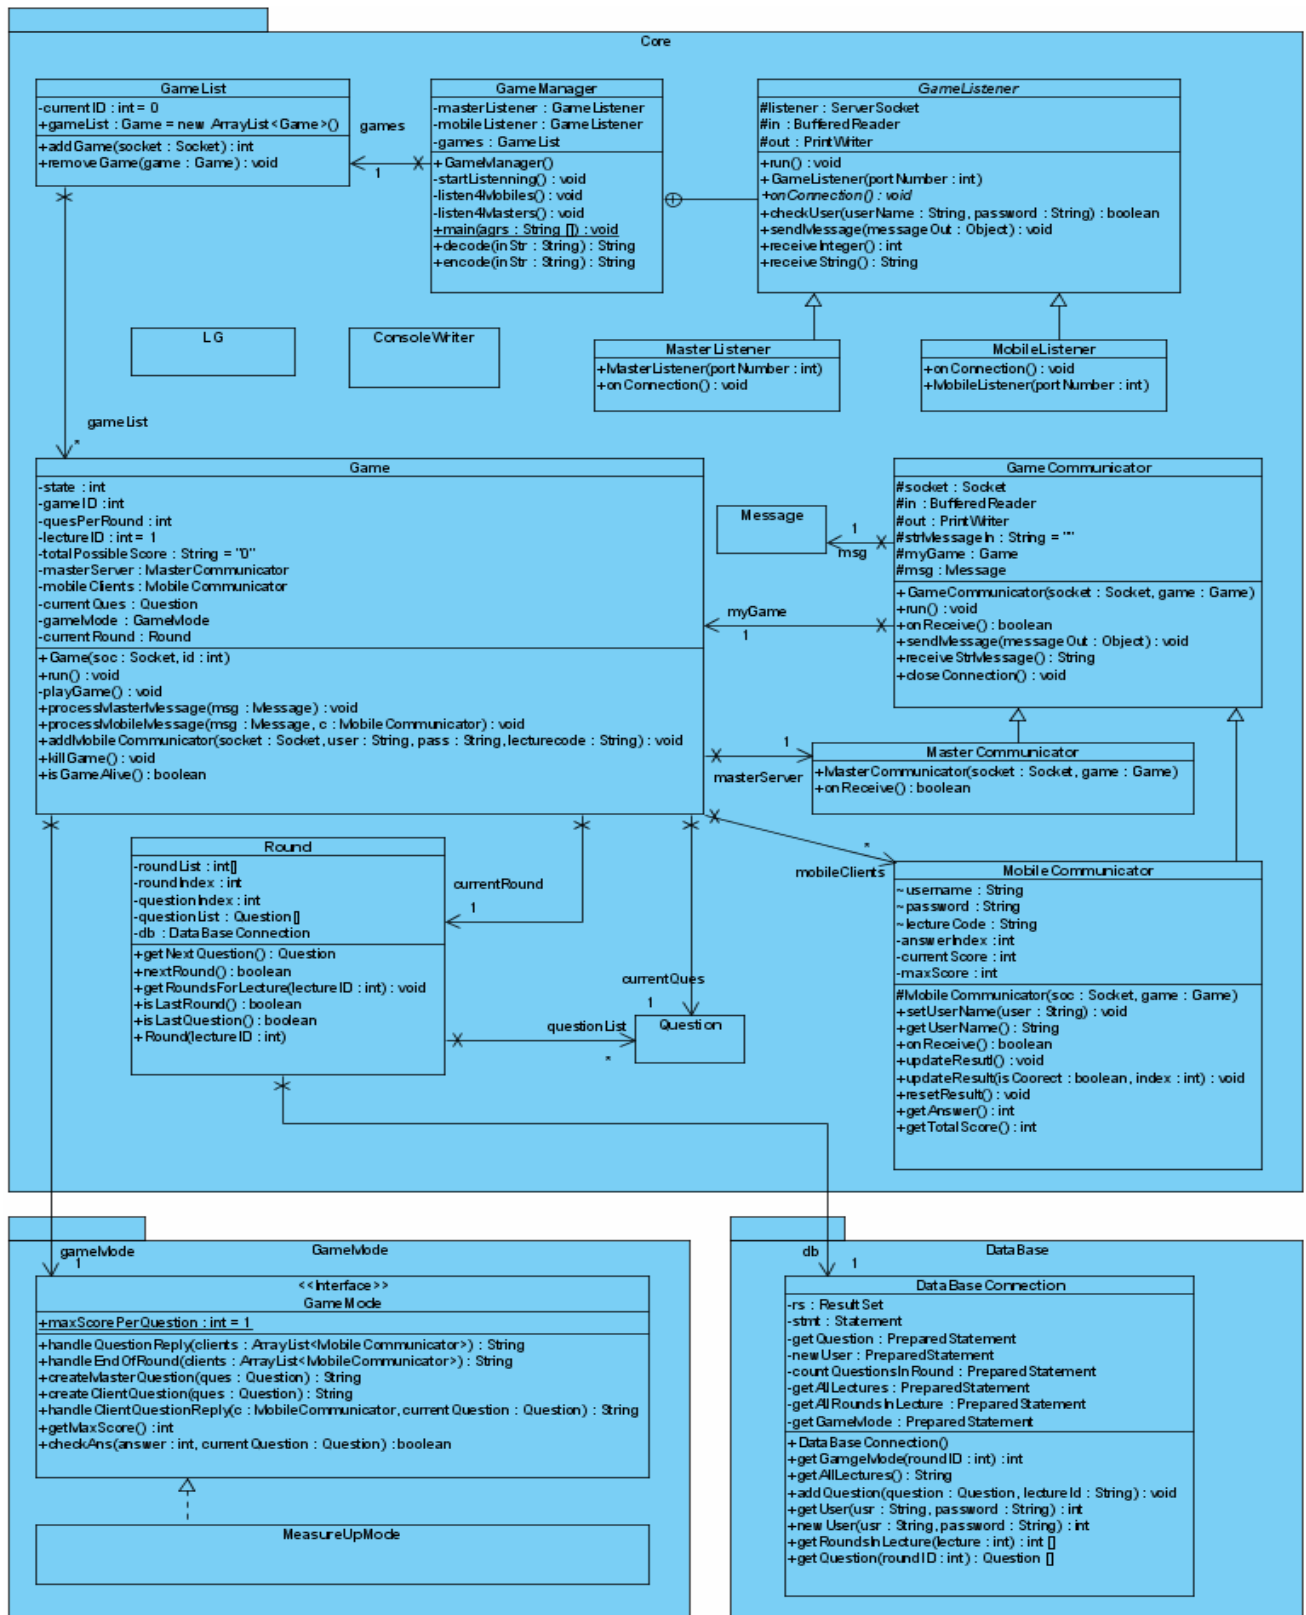 Core
GameList
-currentID : int = 0
+gameList : Game = new ArrayList<Game>()
+addGame(socket : Socket) : int
+removeGame(game : Game) : void
games
1
GameManager
-masterListener : GameListener
-mobileListener : GameListener
-games : GameList
+GameManager()
-startListenning() : void
-listen4Mobiles() : void
-listen4Masters() : void
+main(agrs : String []) : void
+decode(inStr : String) : String
+encode(inStr : String) : String
GameListener
#listener : ServerSocket
#in : BufferedReader
#out : PrintWriter
+run() : void
+GameListener(portNumber : int)
+onConnection() : void
+checkUser(userName : String, password : String) : boolean
+sendMessage(messageOut : Object) : void
+receiveInteger() : int
+receiveString() : String
LG
ConsoleWriter
MasterListener
+MasterListener(portNumber : int)
+onConnection() : void
MobileListener
+onConnection() : void
+MobileListener(portNumber : int)
gameList
*
Game
-state : int
-gameID : int
-quesPerRound : int
-lectureID : int = 1
-totalPossibleScore : String = "0"
-masterServer : MasterCommunicator
-mobileClients : MobileCommunicator
-currentQues : Question
-gameMode : GameMode
-currentRound : Round
+Game(soc : Socket, id : int)
+run() : void
-playGame() : void
+processMasterMessage(msg : Message) : void
+processMobileMessage(msg : Message, c : MobileCommunicator) : void
+addMobileCommunicator(socket : Socket, user : String, pass : String, lecturecode : String) : void
+killGame() : void
+isGameAlive() : boolean
Message
1
msg
myGame
1
GameCommunicator
#socket : Socket
#in : BufferedReader
#out : PrintWriter
#strMessageIn : String = ""
#myGame : Game
#msg : Message
+GameCommunicator(socket : Socket, game : Game)
+run() : void
+onReceive() : boolean
+sendMessage(messageOut : Object) : void
+receiveStrMessage() : String
+closeConnection() : void
1
masterServer
MasterCommunicator
+MasterCommunicator(socket : Socket, game : Game)
+onReceive() : boolean
*
mobileClients
Round
-roundList : int[]
-roundIndex : int
-questionIndex : int
-questionList : Question[]
-db : DataBaseConnection
+getNextQuestion() : Question
+nextRound() : boolean
+getRoundsForLecture(lectureID : int) : void
+isLastRound() : boolean
+isLastQuestion() : boolean
+Round(lectureID : int)
currentRound
1
currentQues
1
questionList
*
Question
MobileCommunicator
~username : String
~password : String
~lectureCode : String
-answerIndex : int
-currentScore : int
-maxScore : int
#MobileCommunicator(soc : Socket, game : Game)
+setUserName(user : String) : void
+getUserName() : String
+onReceive() : boolean
+updateResutl() : void
+updateResult(isCoorect : boolean, index : int) : void
+resetResult() : void
+getAnswer() : int
+getTotalScore() : int
gameMode
1
GameMode
<<Interface>>
GameMode
+maxScorePerQuestion : int = 1
+handleQuestionReply(clients : ArrayList<MobileCommunicator>) : String
+handleEndOfRound(clients : ArrayList<MobileCommunicator>) : String
+createMasterQuestion(ques : Question) : String
+createClientQuestion(ques : Question) : String
+handleClientQuestionReply(c : MobileCommunicator, currentQuestion : Question) : String
+getMaxScore() : int
+checkAns(answer : int, currentQuestion : Question) : boolean
MeasureUpMode
db
1
DataBase
DataBaseConnection
-rs : ResultSet
-stmt : Statement
-getQuestion : PreparedStatement
-newUser : PreparedStatement
-countQuestionsInRound : PreparedStatement
-getAllLectures : PreparedStatement
-getAllRoundsInLecture : PreparedStatement
-getGameMode : PreparedStatement
+DataBaseConnection()
+getGamgeMode(roundID : int) : int
+getAllLectures() : String
+addQuestion(question : Question, lectureId : String) : void
+getUser(usr : String, password : String) : int
+newUser(usr : String, password : String) : int
+getRoundsInLecture(lecture : int) : int []
+getQuestion(roundID : int) : Question []